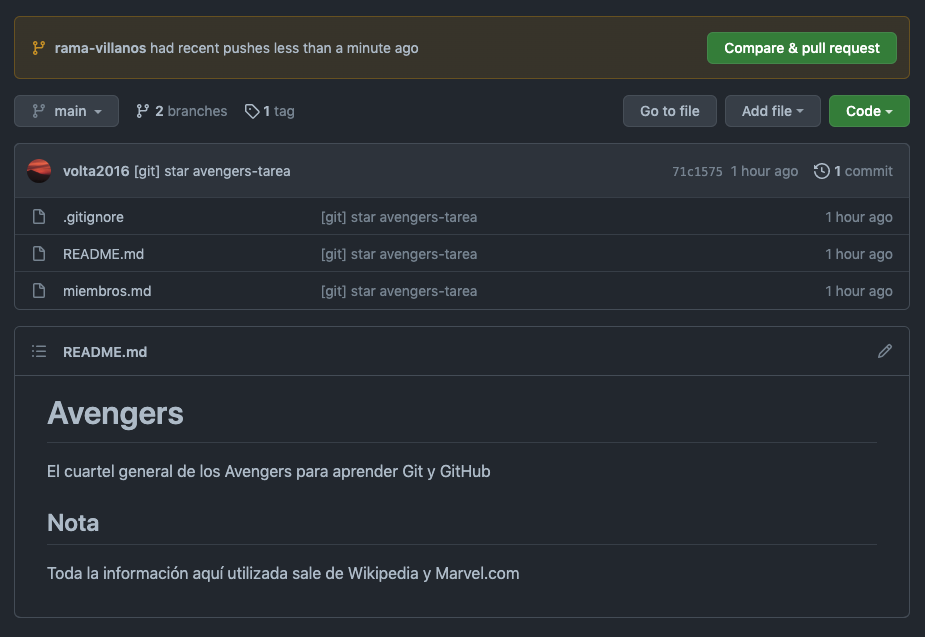 rama-villanos had recent pushes less than a minute ago
Compare & pull request
main
2 branches
1 tag
Go to file
Add file
Code
volta2016 [git] star avengers-tarea
71c1575 1 hour ago
1 commit
.gitignore [git] star avengers-tarea 1 hour ago
README.md [git] star avengers-tarea 1 hour ago
miembros.md [git] star avengers-tarea 1 hour ago
README.md
Avengers
El cuartel general de los Avengers para aprender Git y GitHub
Nota
Toda la información aquí utilizada sale de Wikipedia y Marvel.com